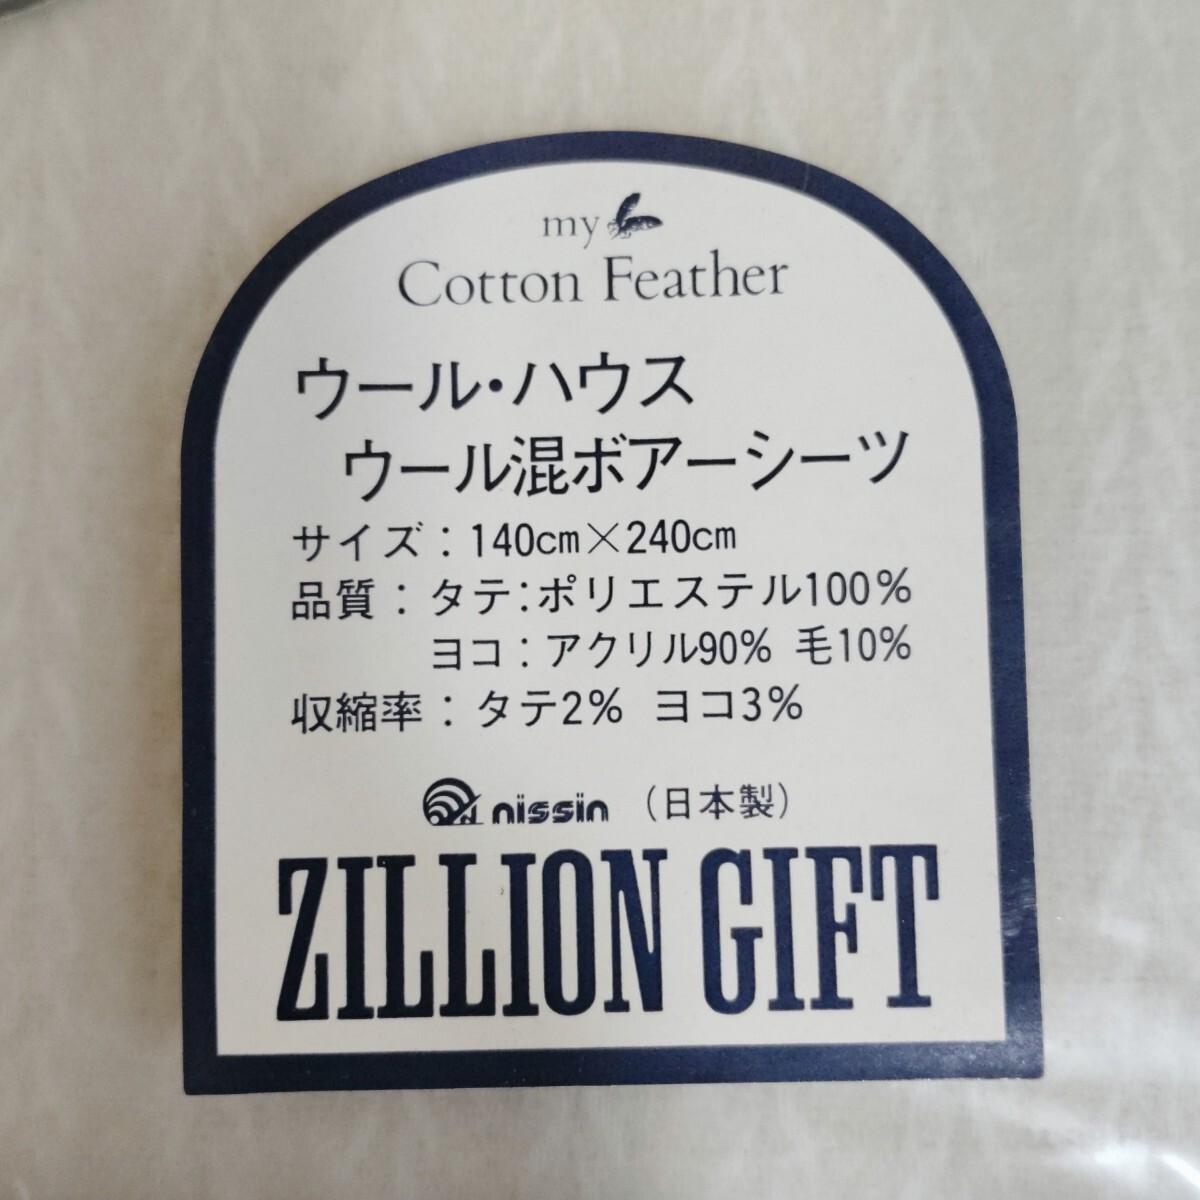 my
Cotton Feather
ウール・ハウス
ウール混ボアーシーツ
サイズ：140cm×240cm
品質：タテ：ポリエステル100％
ヨコ：アクリル90％ 毛10％
収縮率：タテ2％ ヨコ3％
nissin （日本製）
ZILLION GIFT